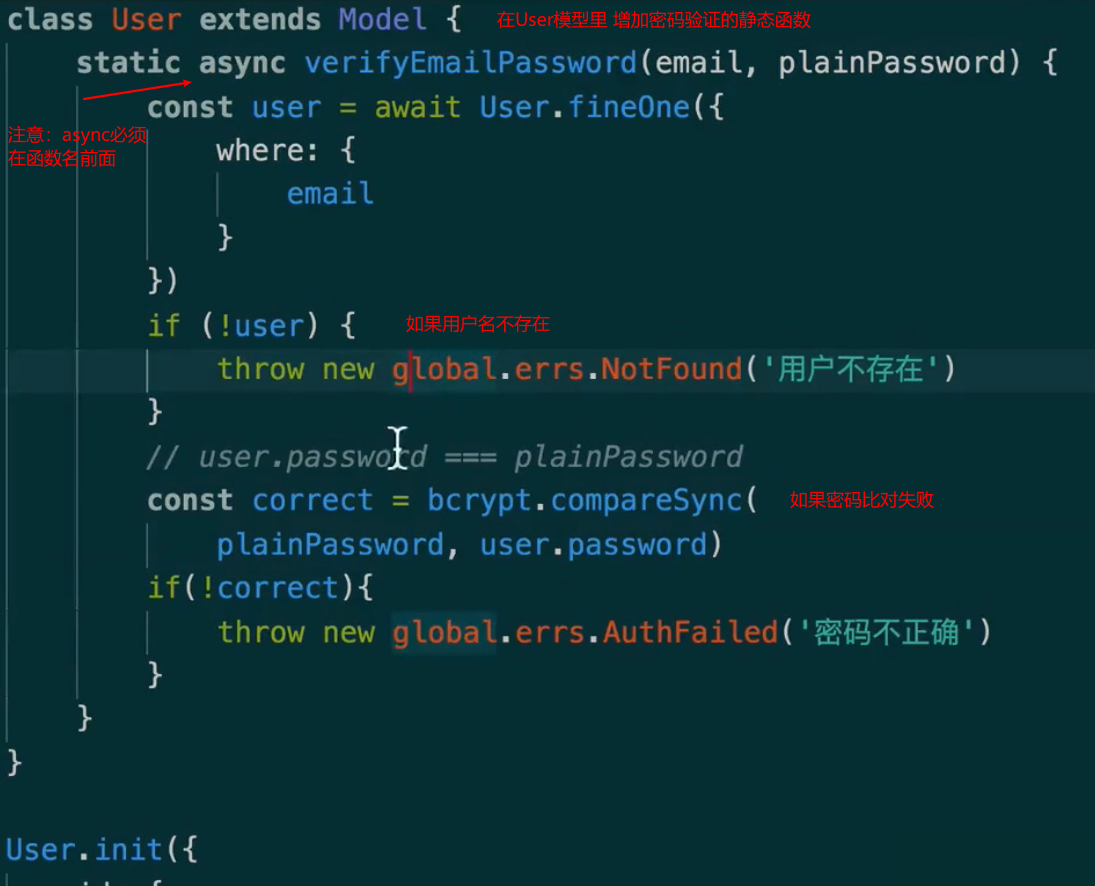 class User extends Model { 在User模型里 增加密码验证的静态函数
static async verifyEmailPassword(email, plainPassword) {
const user = await User.fineOne({
注意：async必须
在函数名前面
where: {
email
}
})
if (!user) { 如果用户名不存在
throw new global.errs.NotFound('用户不存在')
}
// user.password === plainPassword
const correct = bcrypt.compareSync( 如果密码比对失败
plainPassword, user.password)
if(!correct){
throw new global.errs.AuthFailed('密码不正确')
}
}
}
User.init({